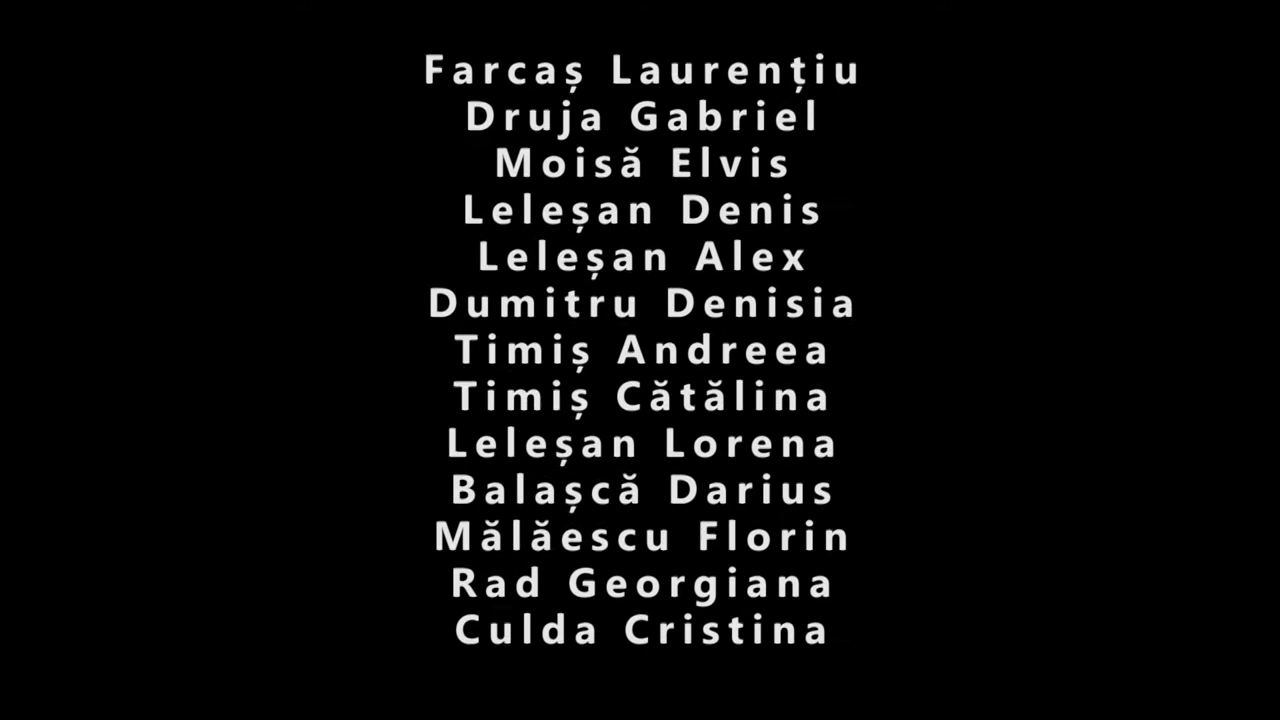 Farcaș Laurențiu
Druja Gabriel
Moisă Elvis
Leleșan Denis
Leleșan Alex
Dumitru Denisia
Timiș Andreea
Timiș Cătălina
Leleșan Lorena
Balașcă Darius
Mălăescu Florin
Rad Georgiana
Culda Cristina